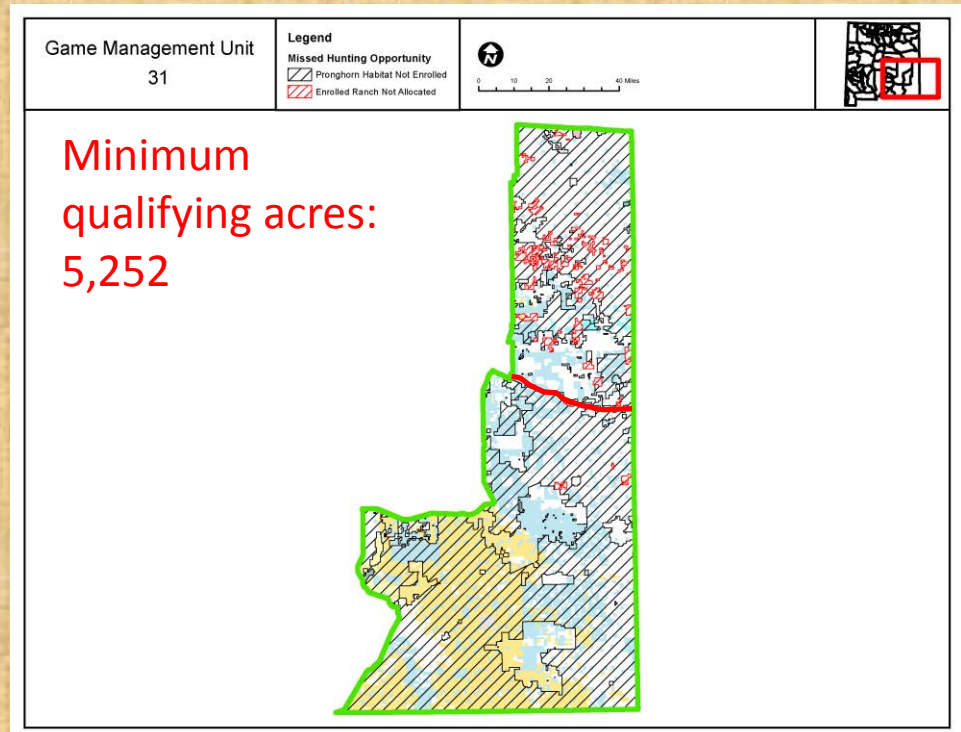 Game Management Unit
31
Legend
Missed Hunting Opportunity
Pronghorn Habitat Not Enrolled
Enrolled Ranch Not Allocated
N
0 10 20 40 Miles
Minimum
qualifying acres:
5,252